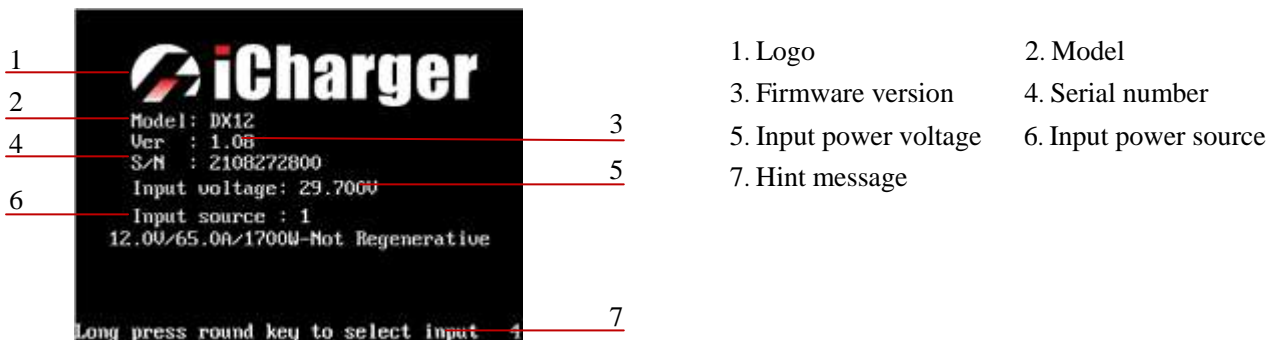 iCharger
Model: DX12
Ver : 1.08
S/N : 2108272800
Input voltage: 29.700V
Input source : 1
12.0V/65.0A/1700W-Not Regenerative
Long press round key to select input 4
1
2
4
6
3
5
7
1. Logo 2. Model
3. Firmware version 4. Serial number
5. Input power voltage 6. Input power source
7. Hint message